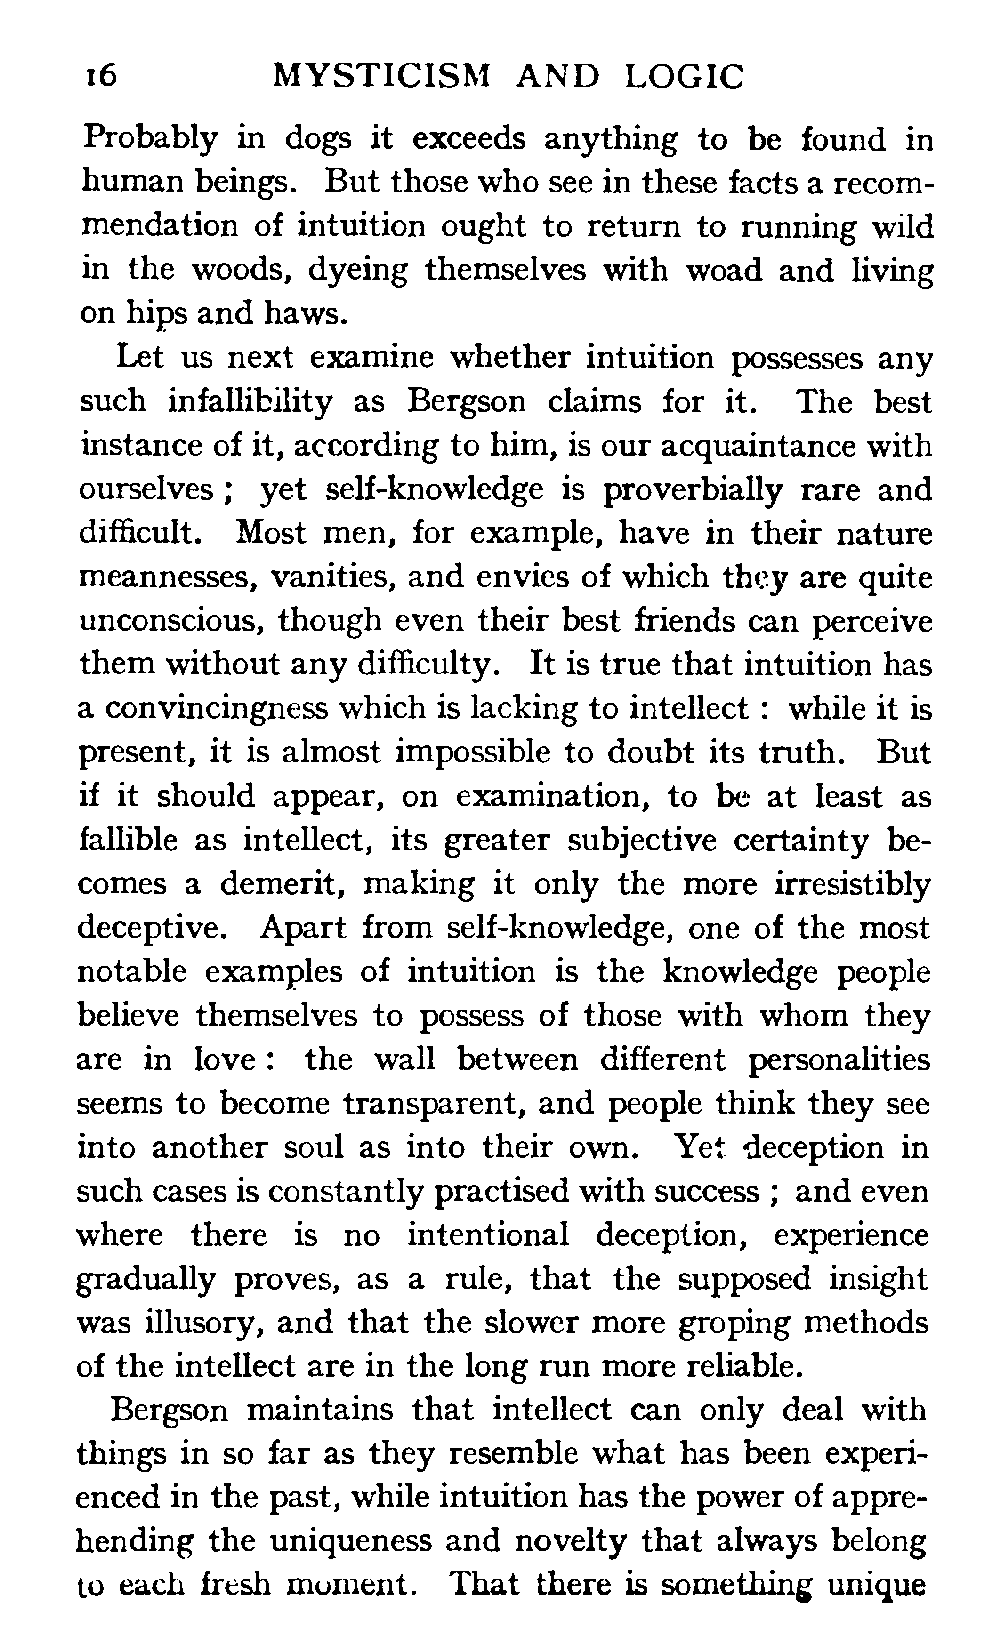 16 MYSTICISM AND LOGIC
Probably in dogs it exceeds anything to be found in
human beings. But those who see in these facts a recom-
mendation of intuition ought to return to running wild
in the woods, dyeing themselves with woad and living
on hips and haws.
Let us next examine whether intuition possesses any
such infallibility as Bergson claims for it. The best
instance of it, according to him, is our acquaintance with
ourselves ; yet self-knowledge is proverbially rare and
difficult. Most men, for example, have in their nature
meannesses, vanities, and envies of which they are quite
unconscious, though even their best friends can perceive
them without any difficulty. It is true that intuition has
a convincingness which is lacking to intellect : while it is
present, it is almost impossible to doubt its truth. But
if it should appear, on examination, to be at least as
fallible as intellect, its greater subjective certainty be-
comes a demerit, making it only the more irresistibly
deceptive. Apart from self-knowledge, one of the most
notable examples of intuition is the knowledge people
believe themselves to possess of those with whom they
are in love : the wall between different personalities
seems to become transparent, and people think they see
into another soul as into their own. Yet deception in
such cases is constantly practised with success ; and even
where there is no intentional deception, experience
gradually proves, as a rule, that the supposed insight
was illusory, and that the slower more groping methods
of the intellect are in the long run more reliable.
Bergson maintains that intellect can only deal with
things in so far as they resemble what has been experi-
enced in the past, while intuition has the power of appre-
hending the uniqueness and novelty that always belong
to each fresh moment. That there is something unique